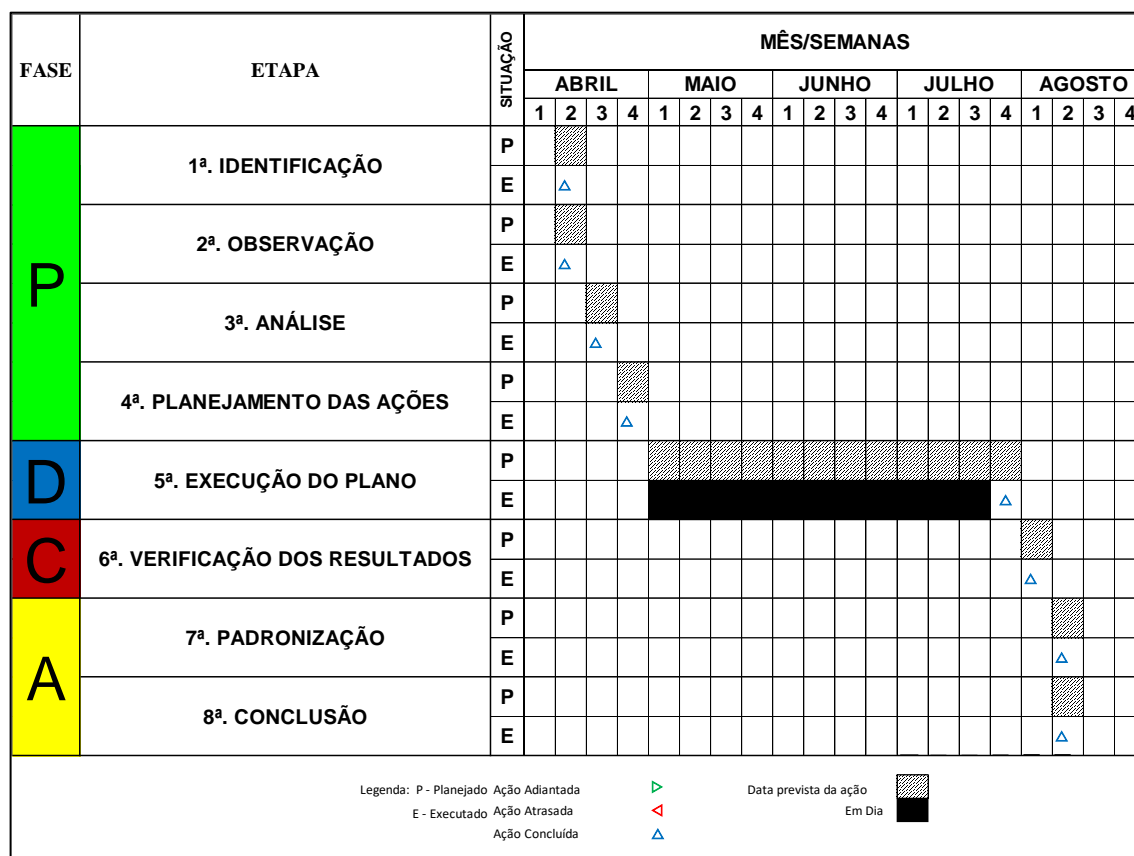 FASE ETAPA SITUAÇÃO MÊS/SEMANAS
ABRIL MAIO JUNHO JULHO AGOSTO
1 2 3 4 1 2 3 4 1 2 3 4 1 2 3 4 1 2 3 4
P
1ª. IDENTIFICAÇÃO
P
E
2ª. OBSERVAÇÃO
P
E
3ª. ANÁLISE
P
E
4ª. PLANEJAMENTO DAS AÇÕES
P
E
D
5ª. EXECUÇÃO DO PLANO
P
E
C
6ª. VERIFICAÇÃO DOS RESULTADOS
P
E
A
7ª. PADRONIZAÇÃO
P
E
8ª. CONCLUSÃO
P
E
Legenda: P - Planejado Ação Adiantada Data prevista da ação
E - Executado Ação Atrasada Em Dia
Ação Concluída